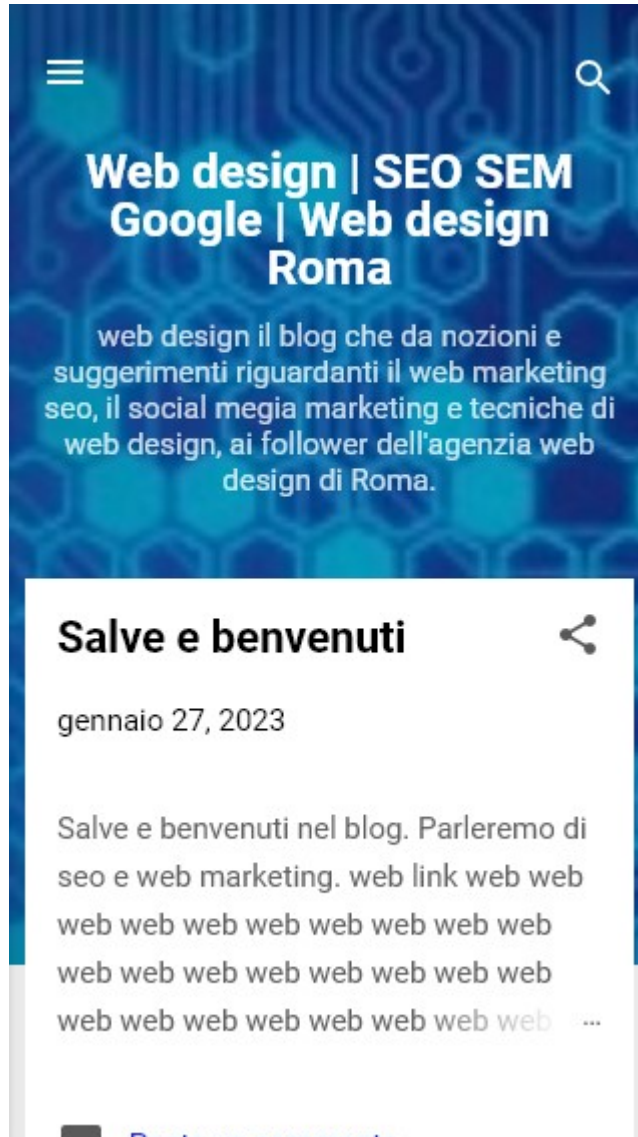 Web design | SEO SEM
Google | Web design
Roma
web design il blog che da nozioni e
suggerimenti riguardanti il web marketing
seo, il social megia marketing e tecniche di
web design, ai follower dell'agenzia web
design di Roma.
Salve e benvenuti
gennaio 27, 2023
Salve e benvenuti nel blog. Parleremo di
seo e web marketing. web link web web
web web web web web web web web
web web web web web web web web
web web web web web web web web ...